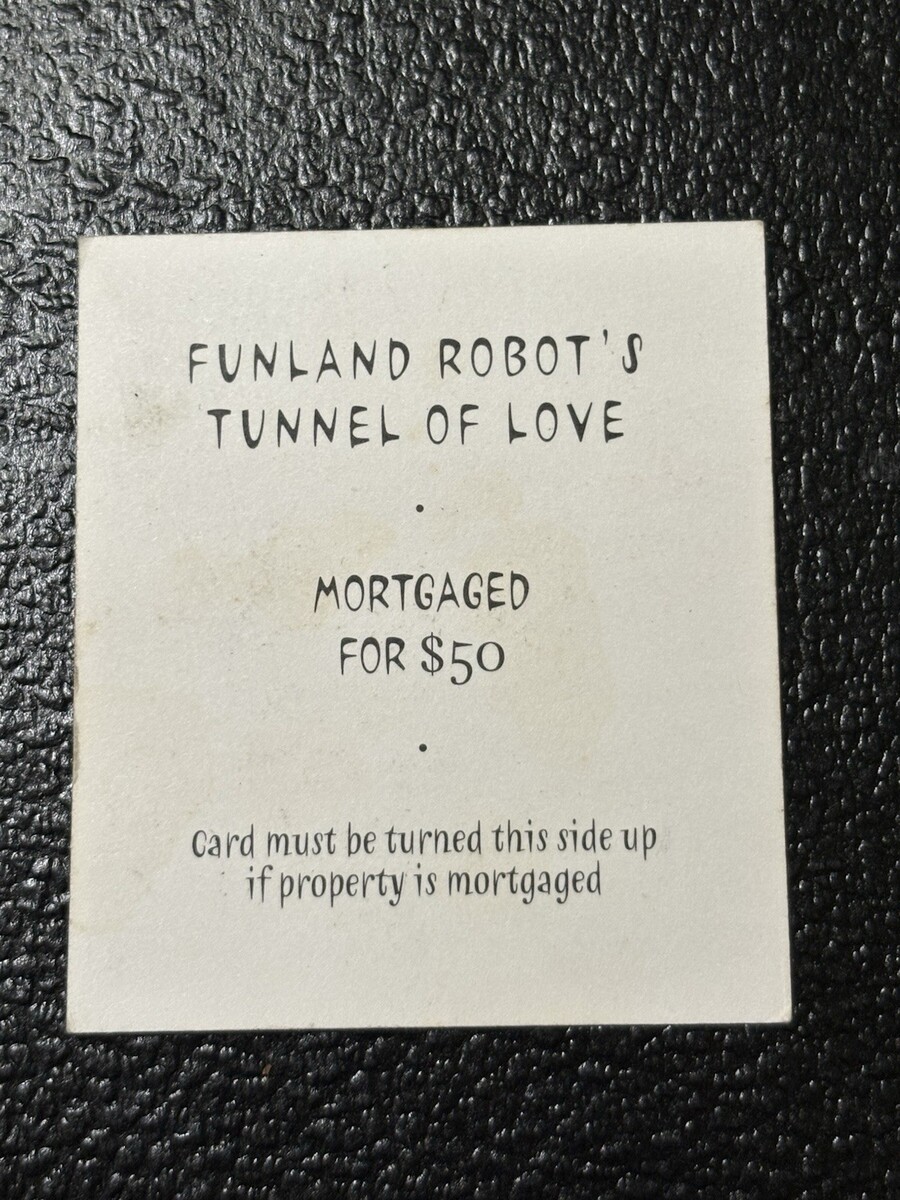 FUNLAND ROBOT'S
TUNNEL OF LOVE
•
MORTGAGED
FOR $50
•
Card must be turned this side up
if property is mortgaged